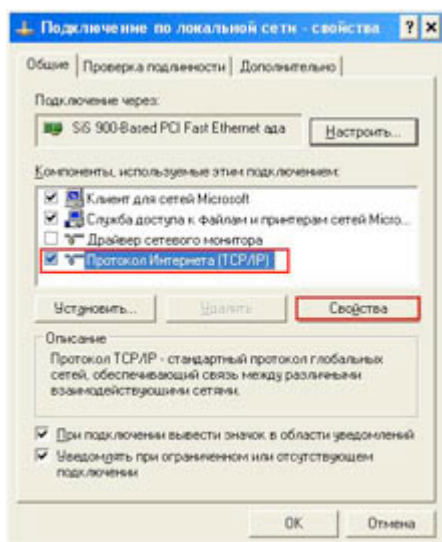 Подключение по локальной сети - свойства
Общие Проверка подлинности Дополнительно
Подключение через:
SiS 900-Based PCI Fast Ethernet ада Настроить...
Компоненты, используемые этим подключением:
Клиент для сетей Microsoft
Служба доступа к файлам и принтерам сетей Micro...
Драйвер сетевого монитора
Протокол Интернета (TCP/IP)
Установить... Удалить Свойства
Описание
Протокол TCP/IP - стандартный протокол глобальных
сетей, обеспечивающий связь между различными
взаимодействующими сетями.
При подключении вывести значок в области уведомлений
Уведомлять при ограниченном или отсутствующем
подключении
OK Отмена